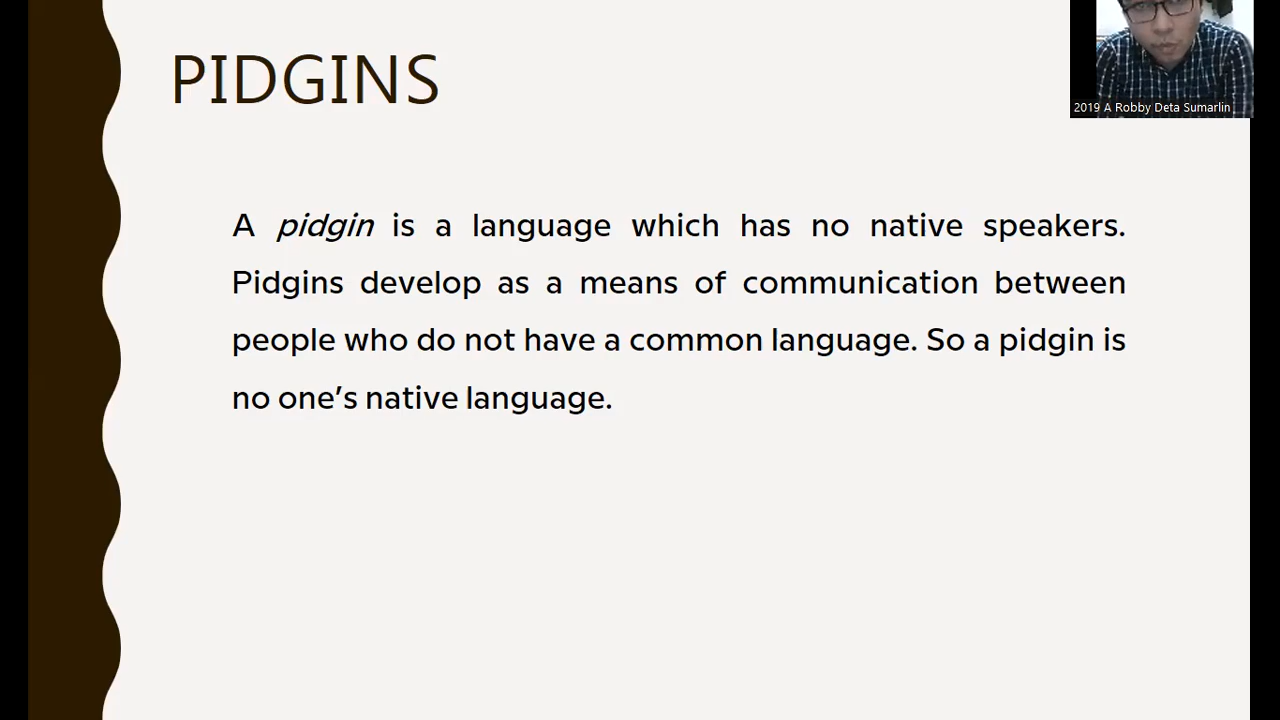 PIDGINS
2019 A Robby Deta Sumarlin
A pidgin is a language which has no native speakers.
Pidgins develop as a means of communication between
people who do not have a common language. So a pidgin is
no one's native language.